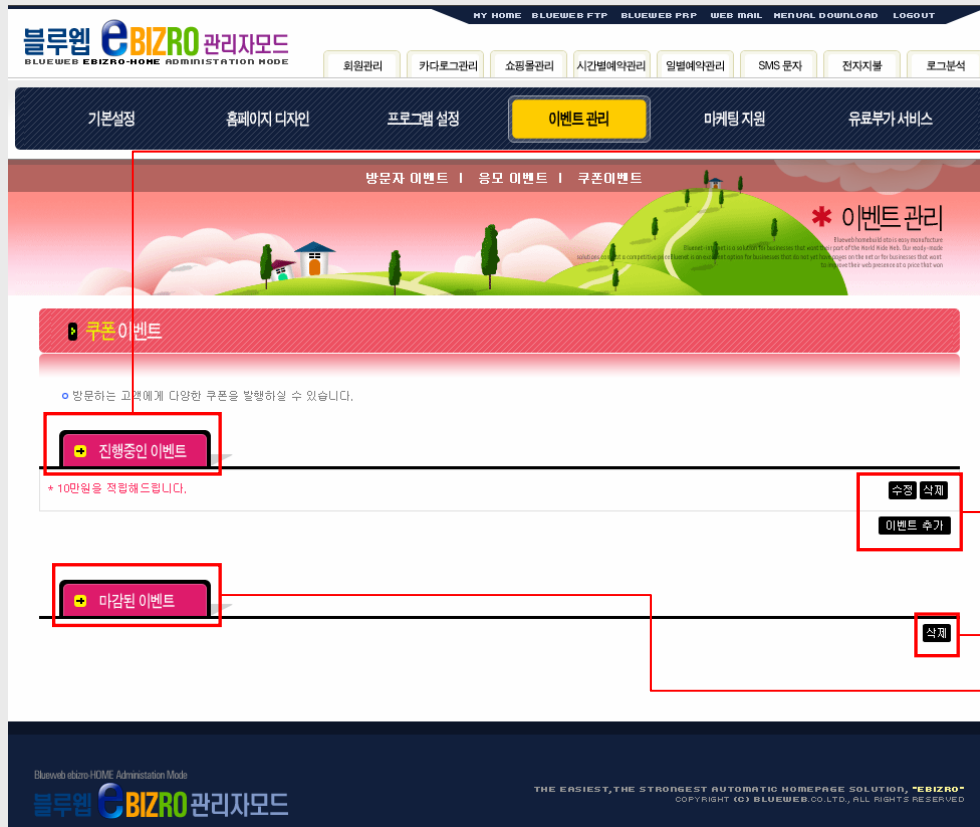 MY HOME BLUEWEB FTP BLUEWEB PRP WEB MAIL MENUAL DOWNLOAD LOGOUT
블루웹 eBIZRO 관리자모드
BLUEWEB EBIZRO-HOME ADMINISTRATION MODE
회원관리 카다로그관리 쇼핑몰관리 시간별예약관리 일별예약관리 SMS 문자 전자지불 로그분석
기본설정 홈페이지 디자인 프로그램 설정 이벤트 관리 마케팅 지원 유료부가 서비스
방문자 이벤트 | 응모 이벤트 | 쿠폰이벤트
* 이벤트 관리
쿠폰 이벤트
방문하는 고객에게 다양한 쿠폰을 발행하실 수 있습니다.
진행중인 이벤트
* 10만원을 적립해드립니다.
수정 삭제
이벤트 추가
마감된 이벤트
삭제
Blueweb ebizro-HOME Administation Mode
블루웹 eBIZRO 관리자모드
THE EASIEST,THE STRONGEST AUTOMATIC HOMEPAGE SOLUTION, "EBIZRO"
COPYRIGHT (C) BLUEWEB.CO.LTD., ALL RIGHTS RESERVED